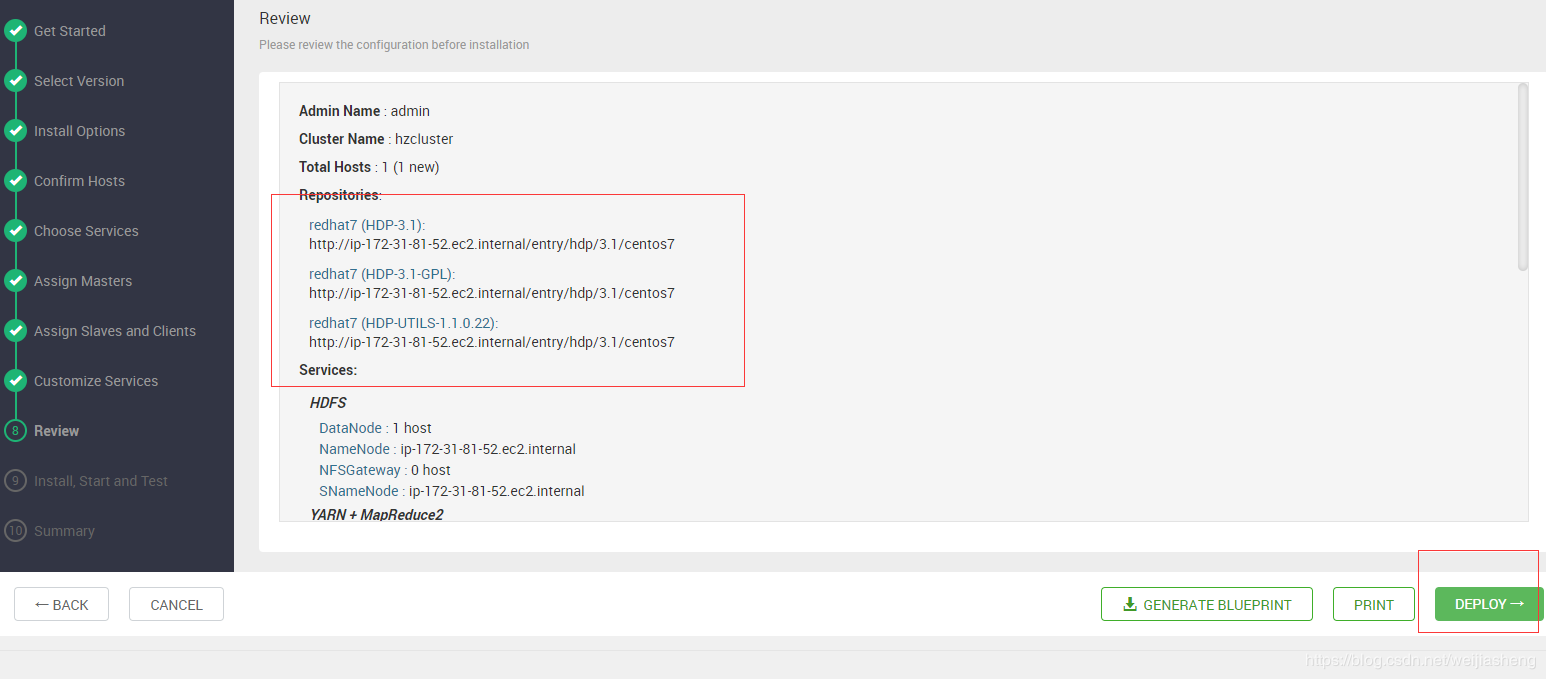 Get Started
Select Version
Install Options
Confirm Hosts
Choose Services
Assign Masters
Assign Slaves and Clients
Customize Services
8 Review
9 Install, Start and Test
10 Summary
Review
Please review the configuration before installation
Admin Name : admin
Cluster Name : hzcluster
Total Hosts : 1 (1 new)
Repositories:
redhat7 (HDP-3.1):
http://ip-172-31-81-52.ec2.internal/entry/hdp/3.1/centos7
redhat7 (HDP-3.1-GPL):
http://ip-172-31-81-52.ec2.internal/entry/hdp/3.1/centos7
redhat7 (HDP-UTILS-1.1.0.22):
http://ip-172-31-81-52.ec2.internal/entry/hdp/3.1/centos7
Services:
HDFS
DataNode : 1 host
NameNode : ip-172-31-81-52.ec2.internal
NFSGateway : 0 host
SNameNode : ip-172-31-81-52.ec2.internal
YARN + MapReduce2
← BACK
CANCEL
GENERATE BLUEPRINT
PRINT
DEPLOY →
https://blog.csdn.net/weijiasheng